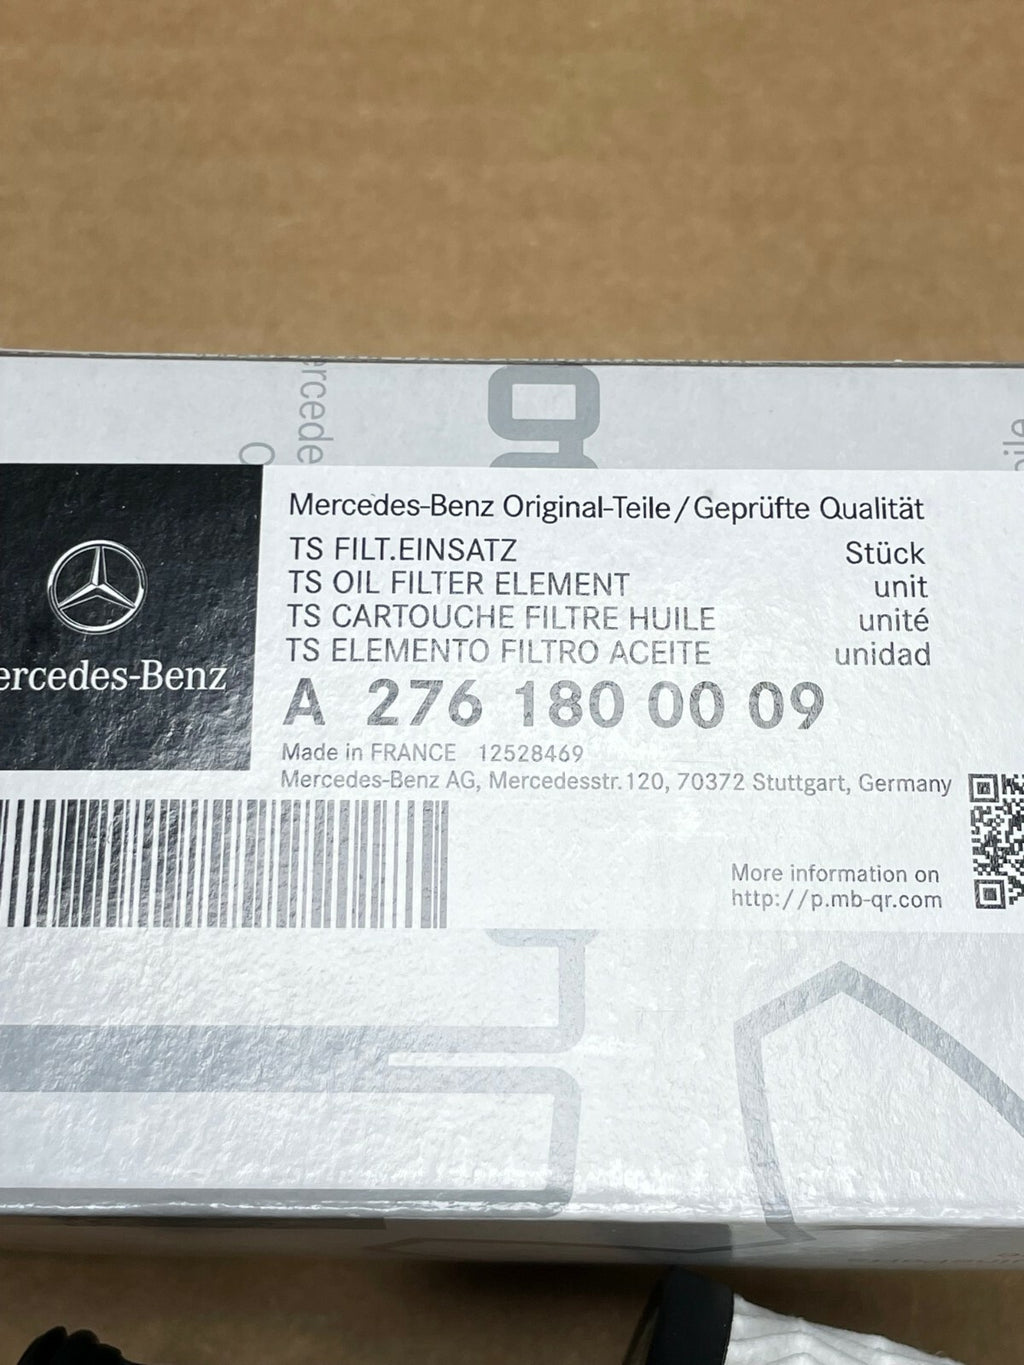 Mercedes-Benz Original-Teile/Geprüfte Qualität
TS FILT.EINSATZ Stück
TS OIL FILTER ELEMENT unit
TS CARTOUCHE FILTRE HUILE unité
TS ELEMENTO FILTRO ACEITE unidad
ercedes-Benz
A 276 180 00 09
Made in FRANCE 12528469
Mercedes-Benz AG, Mercedesstr.120, 70372 Stuttgart, Germany
More information on
http://p.mb-qr.com